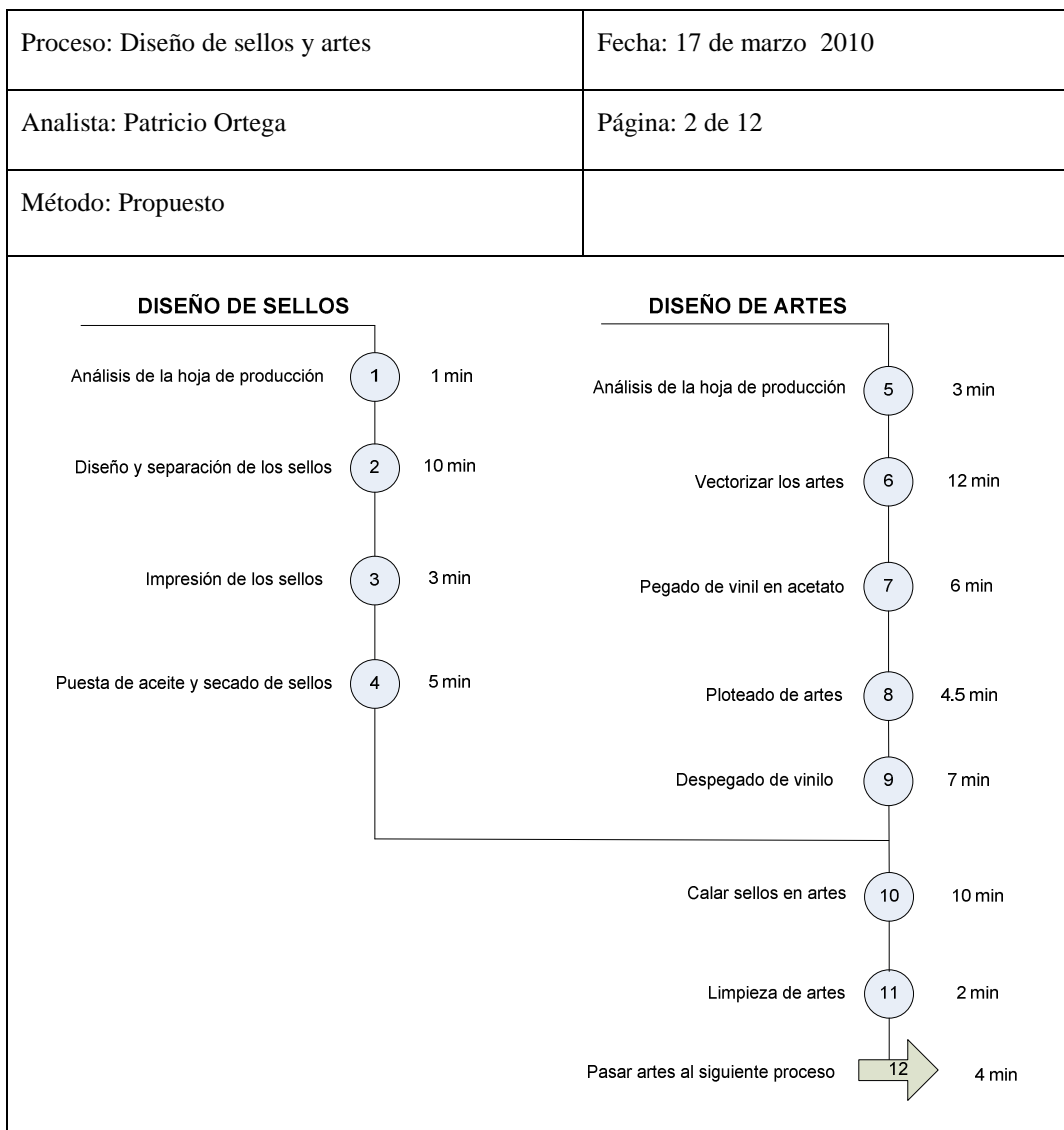 Proceso: Diseño de sellos y artes
Fecha: 17 de marzo 2010
Analista: Patricio Ortega
Página: 2 de 12
Método: Propuesto
DISEÑO DE SELLOS
Análisis de la hoja de producción 1 1 min
Diseño y separación de los sellos 2 10 min
Impresión de los sellos 3 3 min
Puesta de aceite y secado de sellos 4 5 min
DISEÑO DE ARTES
Análisis de la hoja de producción 5 3 min
Vectorizar los artes 6 12 min
Pegado de vinil en acetato 7 6 min
Ploteado de artes 8 4.5 min
Despegado de vinilo 9 7 min
Calar sellos en artes 10 10 min
Limpieza de artes 11 2 min
Pasar artes al siguiente proceso 12 4 min